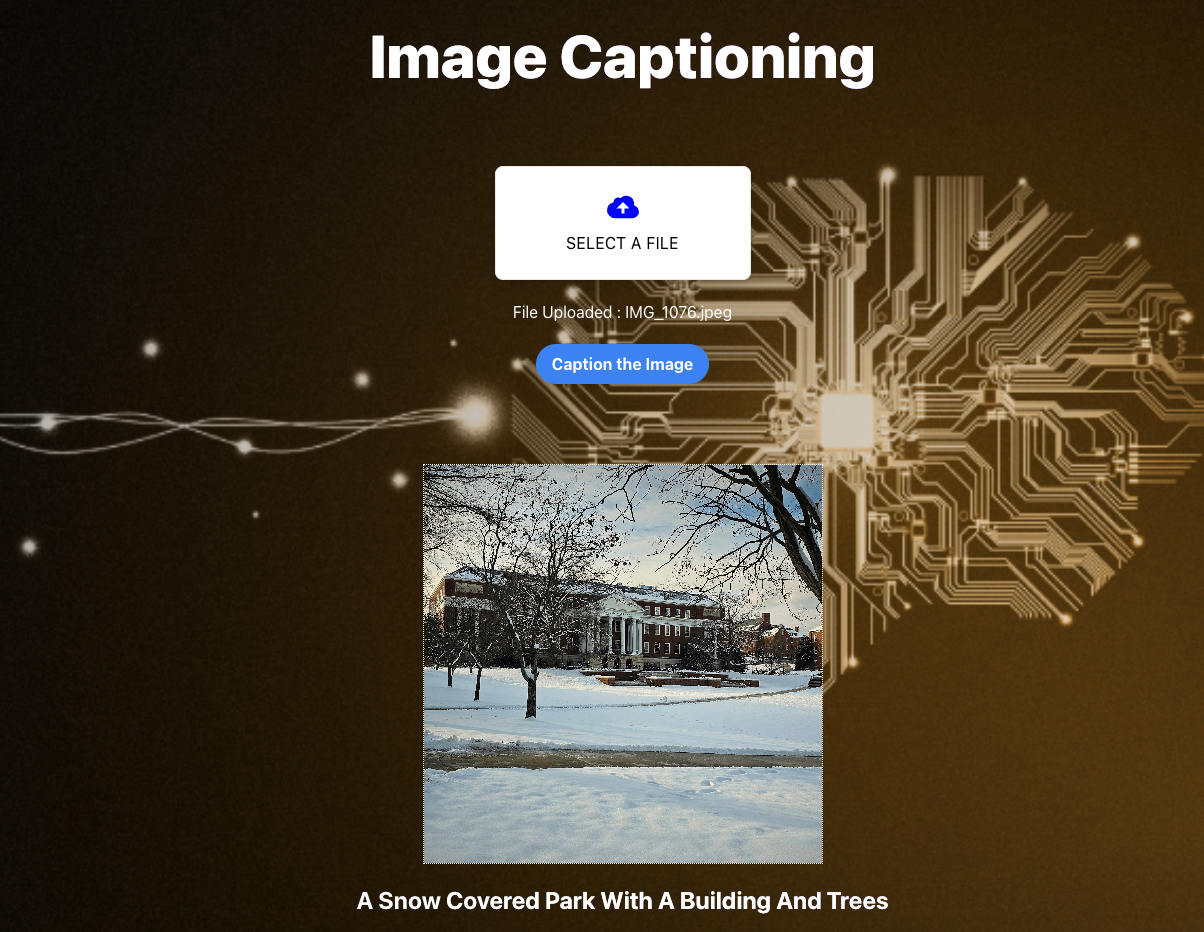 Image Captioning
SELECT A FILE
File Uploaded : IMG_1076.jpeg
Caption the Image
A Snow Covered Park With A Building And Trees